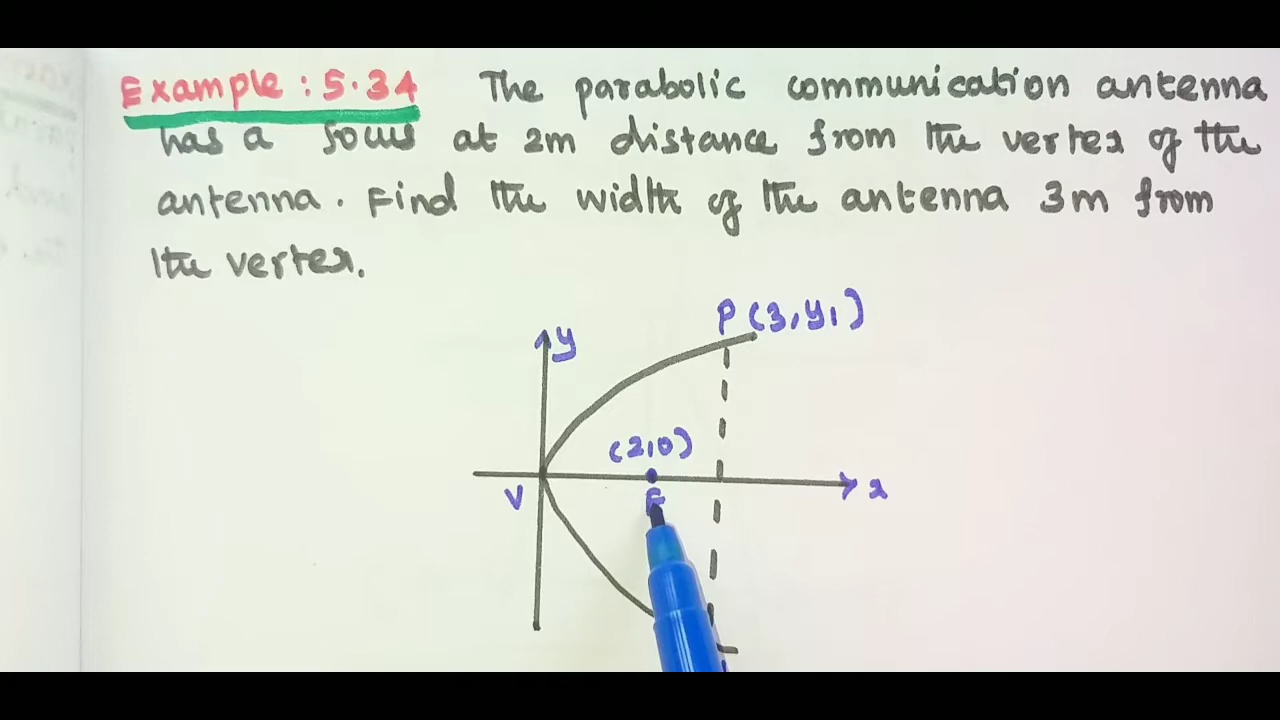 Example : 5.34 The parabolic communication antenna
has a focus at 2m distance from the vertex of the
antenna. Find the width of the antenna 3m from
the vertex.
P(3,y₁)
y
(2,0)
V F x